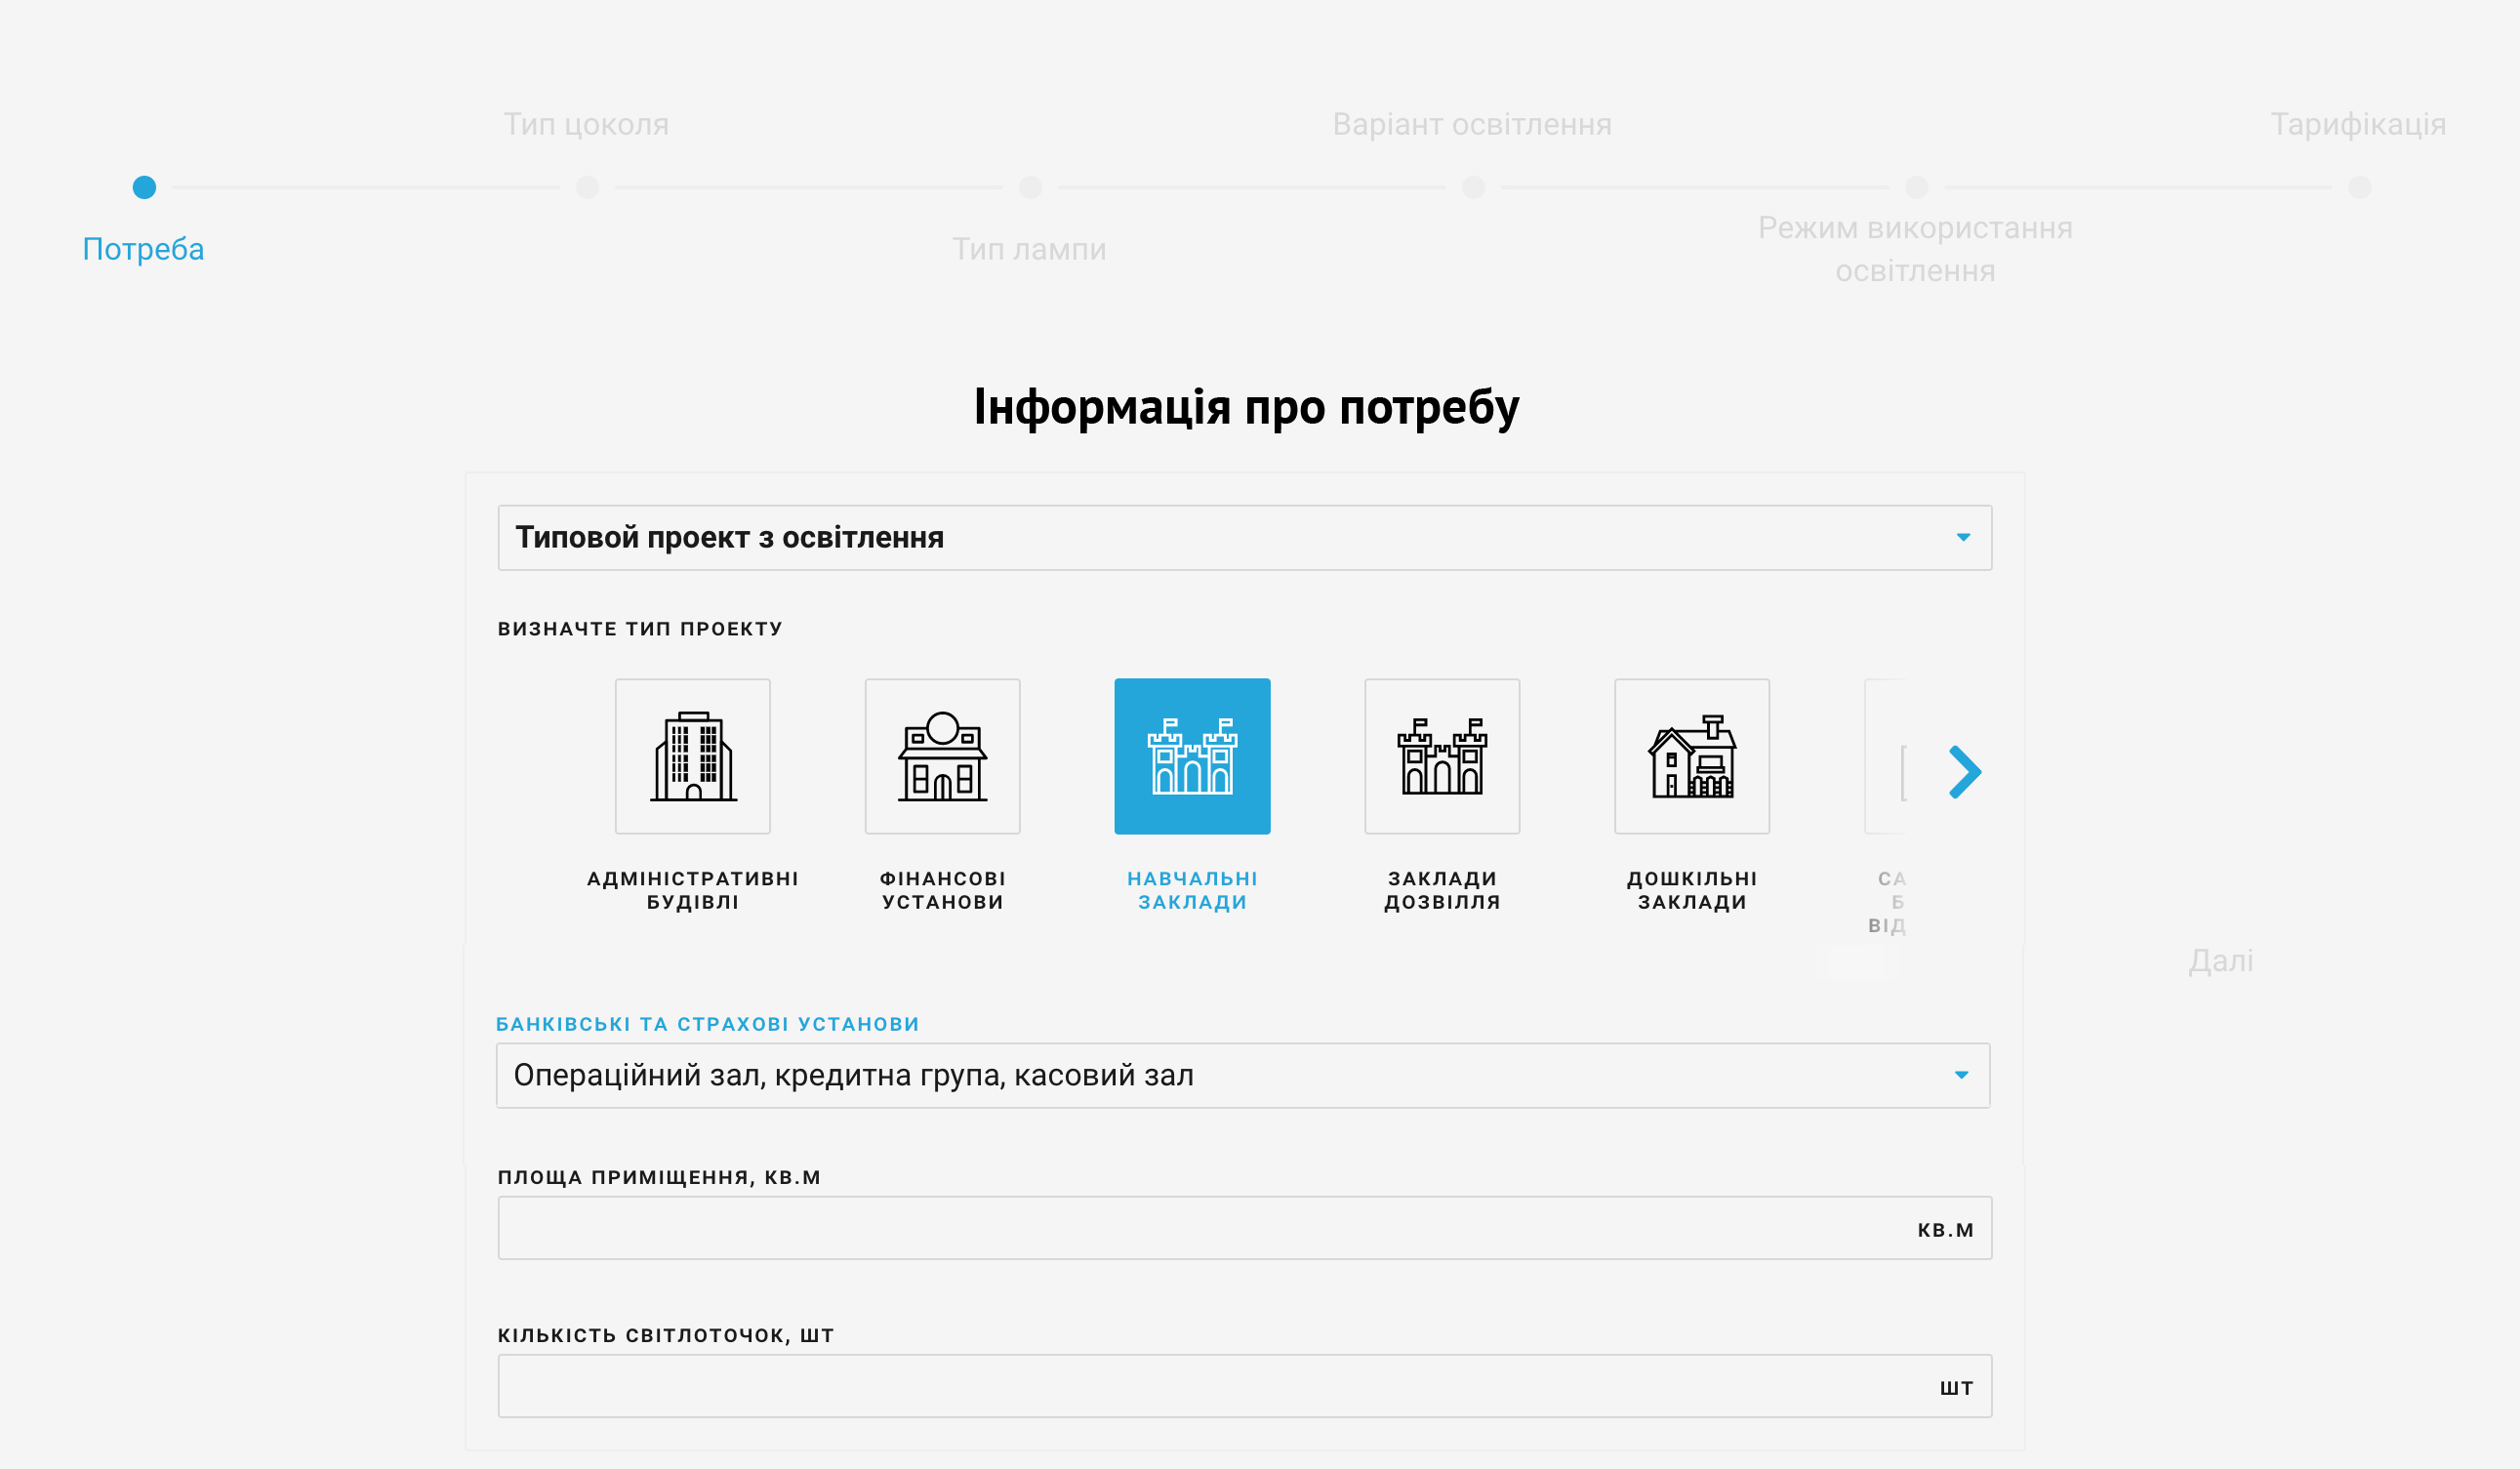 Тип цоколя
Варіант освітлення
Тарифікація
Потреба
Тип лампи
Режим використання
освітлення
Інформація про потребу
Типовой проект з освітлення
ВИЗНАЧТЕ ТИП ПРОЕКТУ
АДМІНІСТРАТИВНІ
БУДІВЛІ
ФІНАНСОВІ
УСТАНОВИ
НАВЧАЛЬНІ
ЗАКЛАДИ
ЗАКЛАДИ
ДОЗВІЛЛЯ
ДОШКІЛЬНІ
ЗАКЛАДИ
СА
Б
ВІД
Далі
БАНКІВСЬКІ ТА СТРАХОВІ УСТАНОВИ
Операційний зал, кредитна група, касовий зал
ПЛОЩА ПРИМІЩЕННЯ, КВ.М
КВ.М
КІЛЬКІСТЬ СВІТЛОТОЧОК, ШТ
ШТ